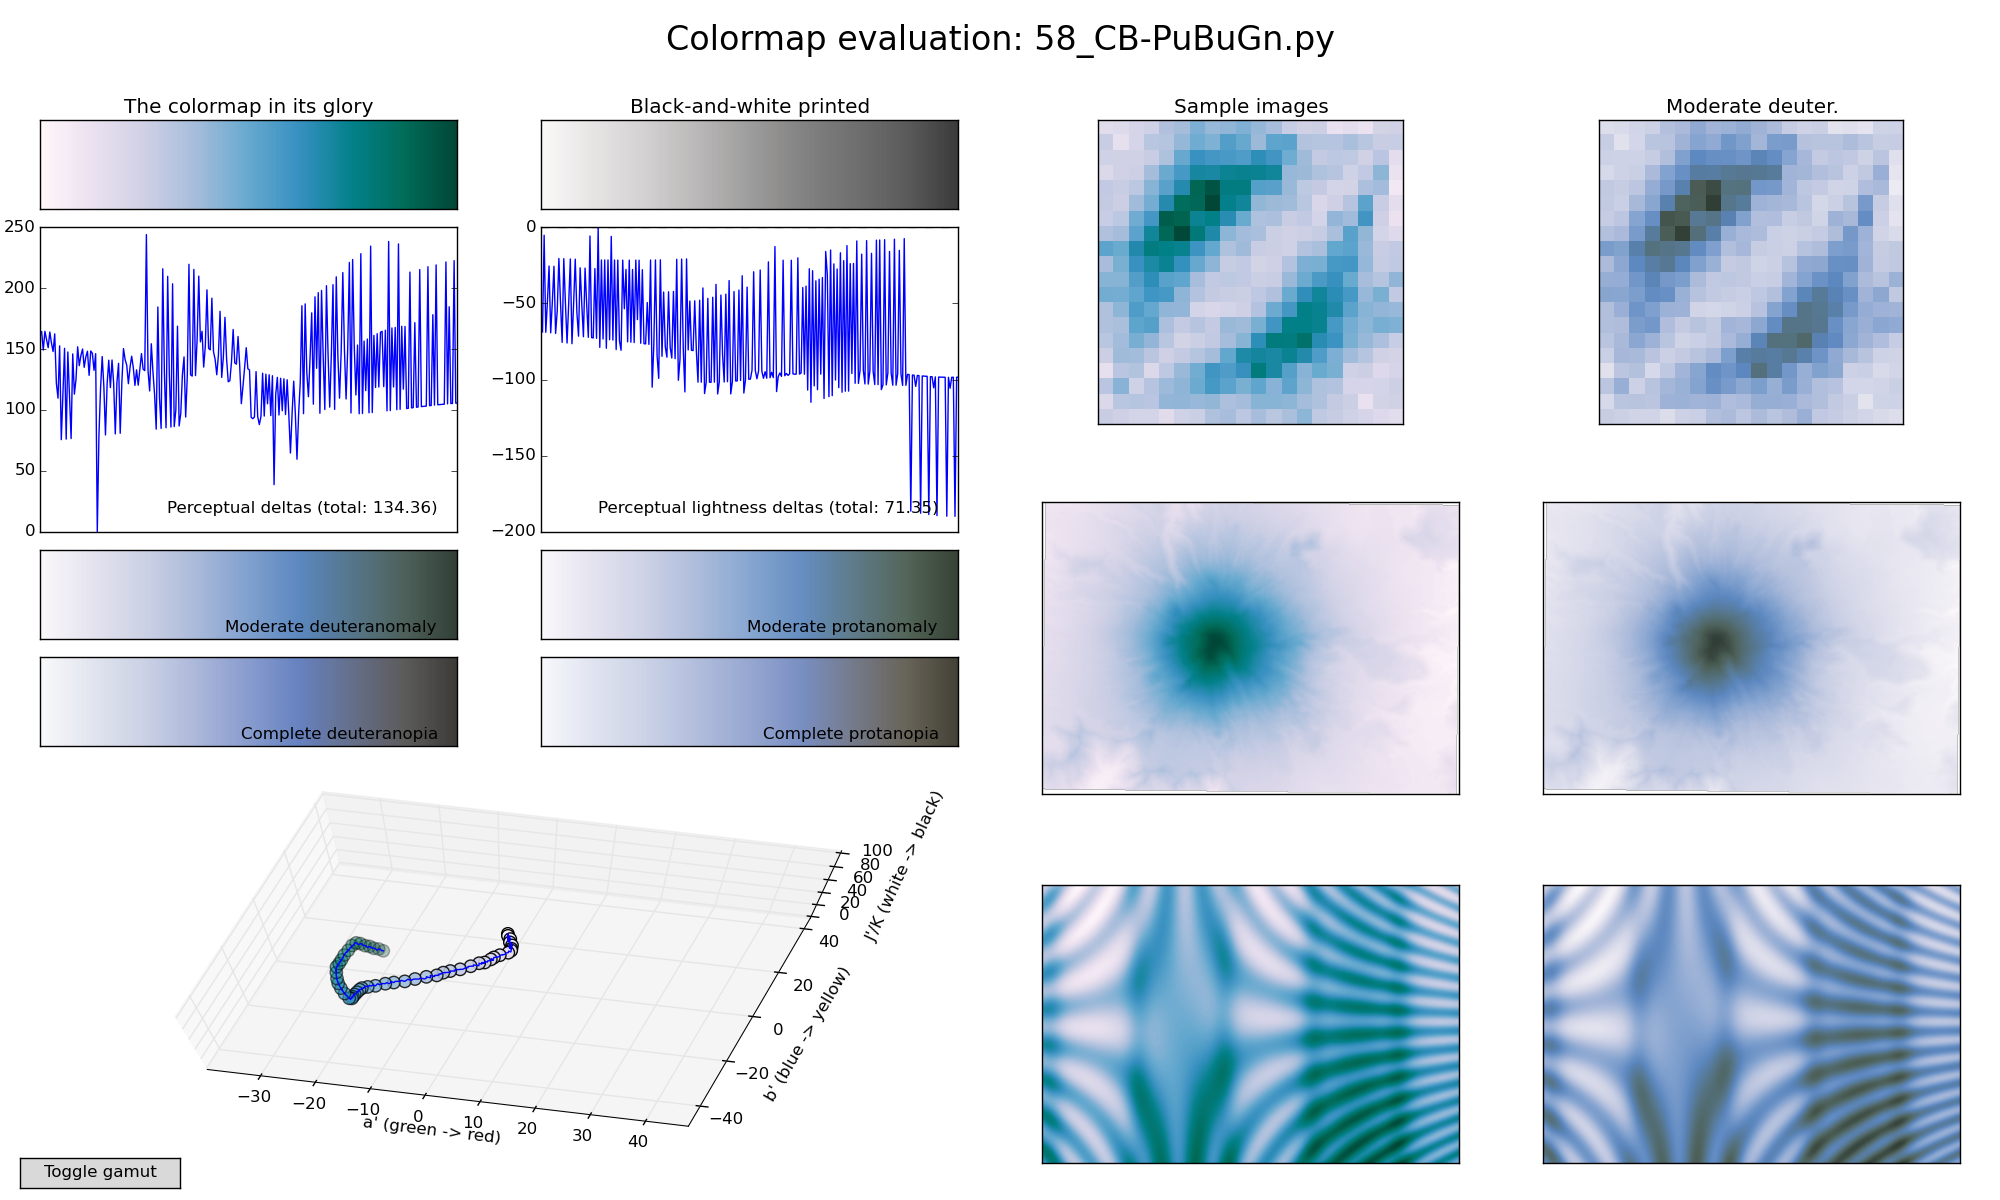 Colormap evaluation: 58_CB-PuBuGn.py
The colormap in its glory
Black-and-white printed
Sample images
Moderate deuter.
250
200
150
100
50
0
Perceptual deltas (total: 134.36)
0
−50
−100
−150
−200
Perceptual lightness deltas (total: 71.35)
Moderate deuteranomaly
Moderate protanomaly
Complete deuteranopia
Complete protanopia
100
80
60
40
20
0
J'/K (white -> black)
40
20
0
−20
−40
b' (blue -> yellow)
−30
−20
−10
0
10
20
30
40
a' (green -> red)
Toggle gamut